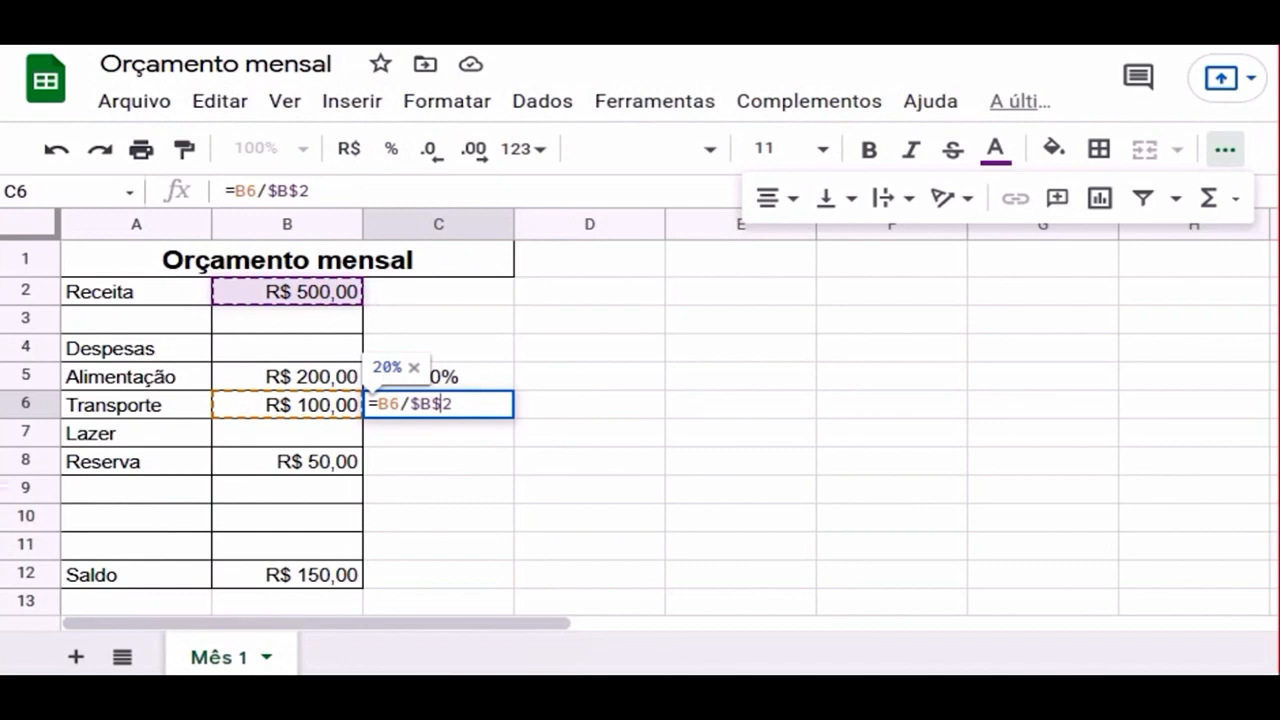 Orçamento mensal
Arquivo Editar Ver Inserir Formatar Dados Ferramentas Complementos Ajuda A últi...
100% R$ % .0 .00 123 11 B I S A
C6 fx =B6/$B$2
A B C D E F G H
1 Orçamento mensal
2 Receita R$ 500,00
3
4 Despesas
20% ×
5 Alimentação R$ 200,00 0%
6 Transporte R$ 100,00 =B6/$B$2
7 Lazer
8 Reserva R$ 50,00
9
10
11
12 Saldo R$ 150,00
13
+ Mês 1